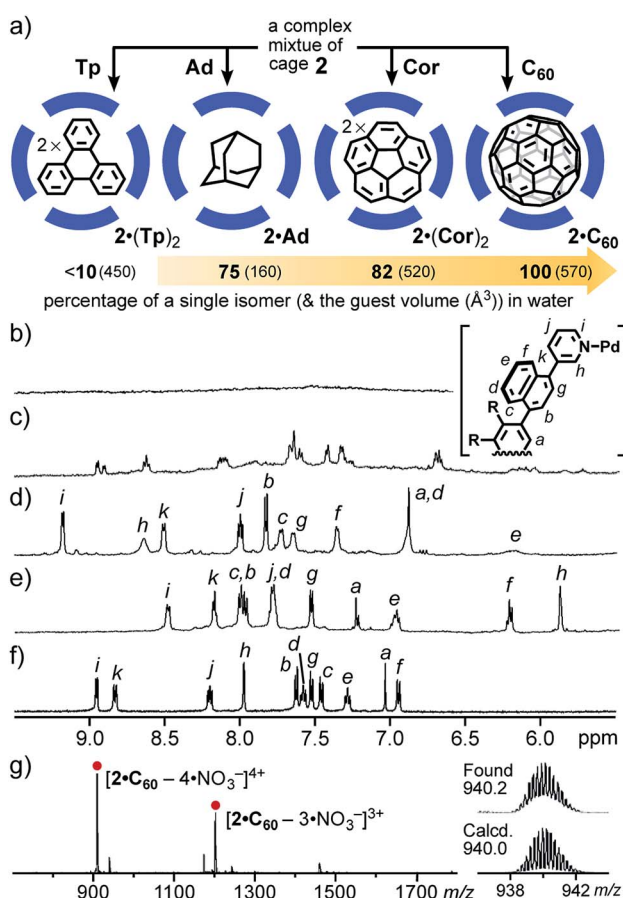 a)
a complex
mixtue of
cage 2
Tp Ad Cor C₆₀
2× 2×
2•(Tp)₂ 2•Ad 2•(Cor)₂ 2•C₆₀
<10 (450) 75 (160) 82 (520) 100 (570)
percentage of a single isomer (& the guest volume (Å³)) in water
b)
j i
k N–Pd
f h
e g
d b
c
R
R a
c)
d)
i h k j b c g f a,d e
e)
i k c,b j,d g a e f h
f)
i k j h b d g c e a f
9.0 8.5 8.0 7.5 7.0 6.5 6.0 ppm
g)
[2•C₆₀ – 4•NO₃⁻]⁴⁺
[2•C₆₀ – 3•NO₃⁻]³⁺
Found
940.2
Calcd.
940.0
900 1100 1300 1500 1700 m/z 938 942 m/z